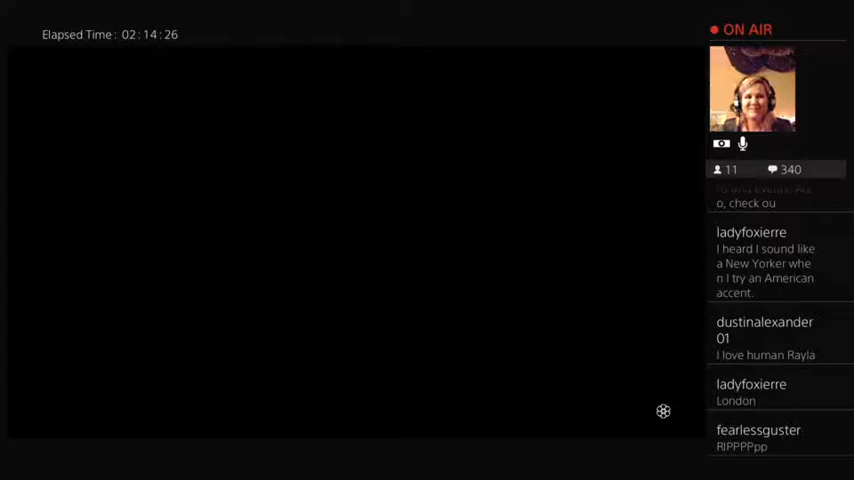 Elapsed Time: 02:14:26
ON AIR
11 340
o, check ou
ladyfoxierre
I heard I sound like
a New Yorker whe
n I try an American
accent.
dustinalexander
01
I love human Rayla
ladyfoxierre
London
fearlessguster
RIPPPPpp